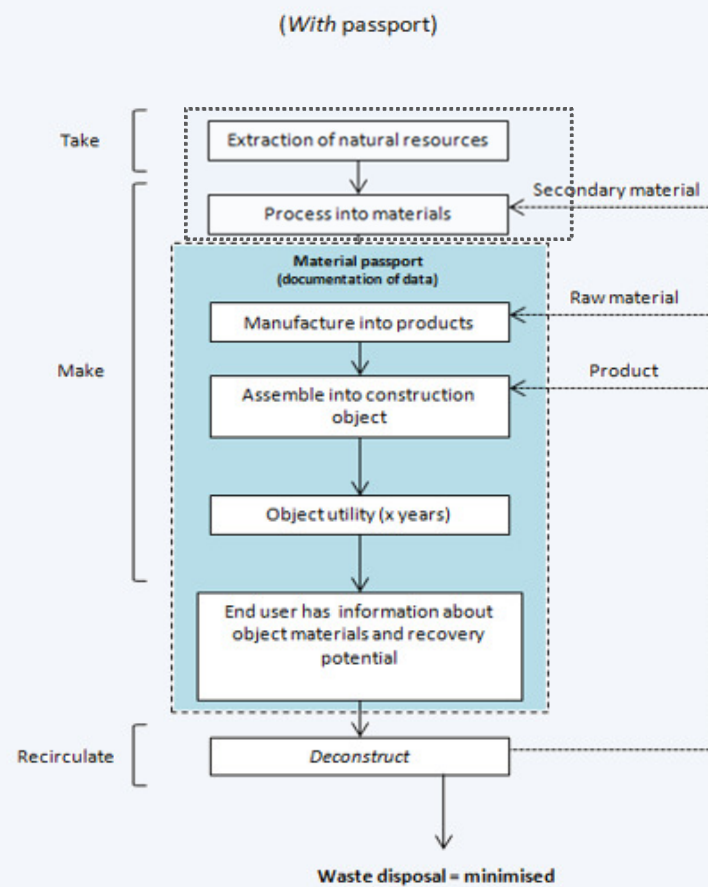 (With passport)
Take
Extraction of natural resources
Secondary material
Process into materials
Material passport
(documentation of data)
Raw material
Manufacture into products
Make
Product
Assemble into construction
object
Object utility (x years)
End user has information about
object materials and recovery
potential
Recirculate
Deconstruct
Waste disposal = minimised